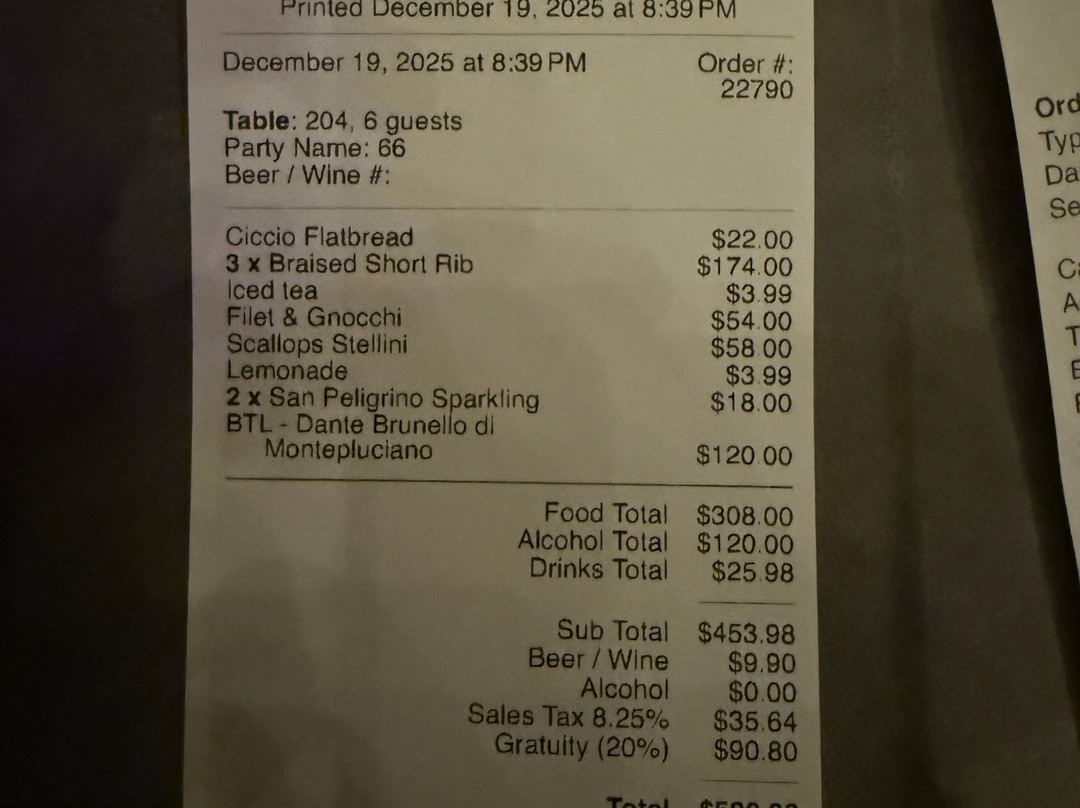 Printed December 19, 2025 at 8:39 PM
December 19, 2025 at 8:39 PM Order #:
22790
Table: 204, 6 guests
Party Name: 66
Beer / Wine #:
Ciccio Flatbread $22.00
3 x Braised Short Rib $174.00
Iced tea $3.99
Filet & Gnocchi $54.00
Scallops Stellini $58.00
Lemonade $3.99
2 x San Peligrino Sparkling $18.00
BTL - Dante Brunello di
Montepluciano $120.00
Food Total $308.00
Alcohol Total $120.00
Drinks Total $25.98
Sub Total $453.98
Beer / Wine $9.90
Alcohol $0.00
Sales Tax 8.25% $35.64
Gratuity (20%) $90.80
Total